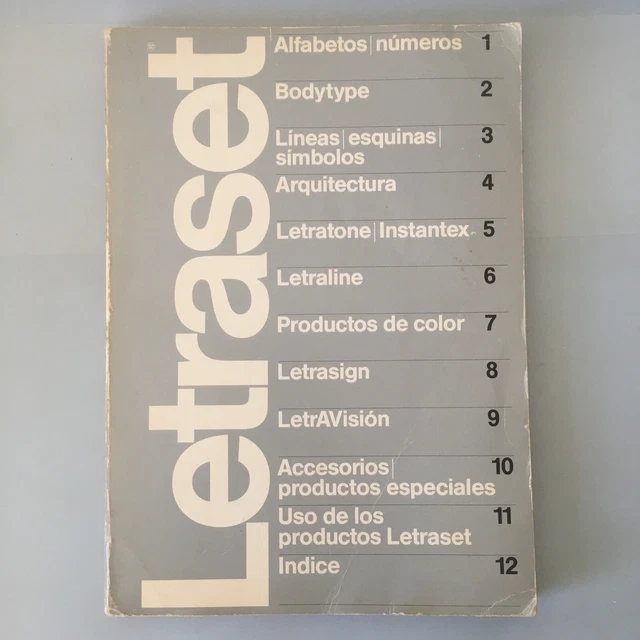 Letraset®
Alfabetos|números 1
Bodytype 2
Líneas|esquinas| 3
símbolos
Arquitectura 4
Letratone|Instantex 5
Letraline 6
Productos de color 7
Letrasign 8
LetrAVisión 9
Accesorios| 10
productos especiales
Uso de los 11
productos Letraset
Indice 12